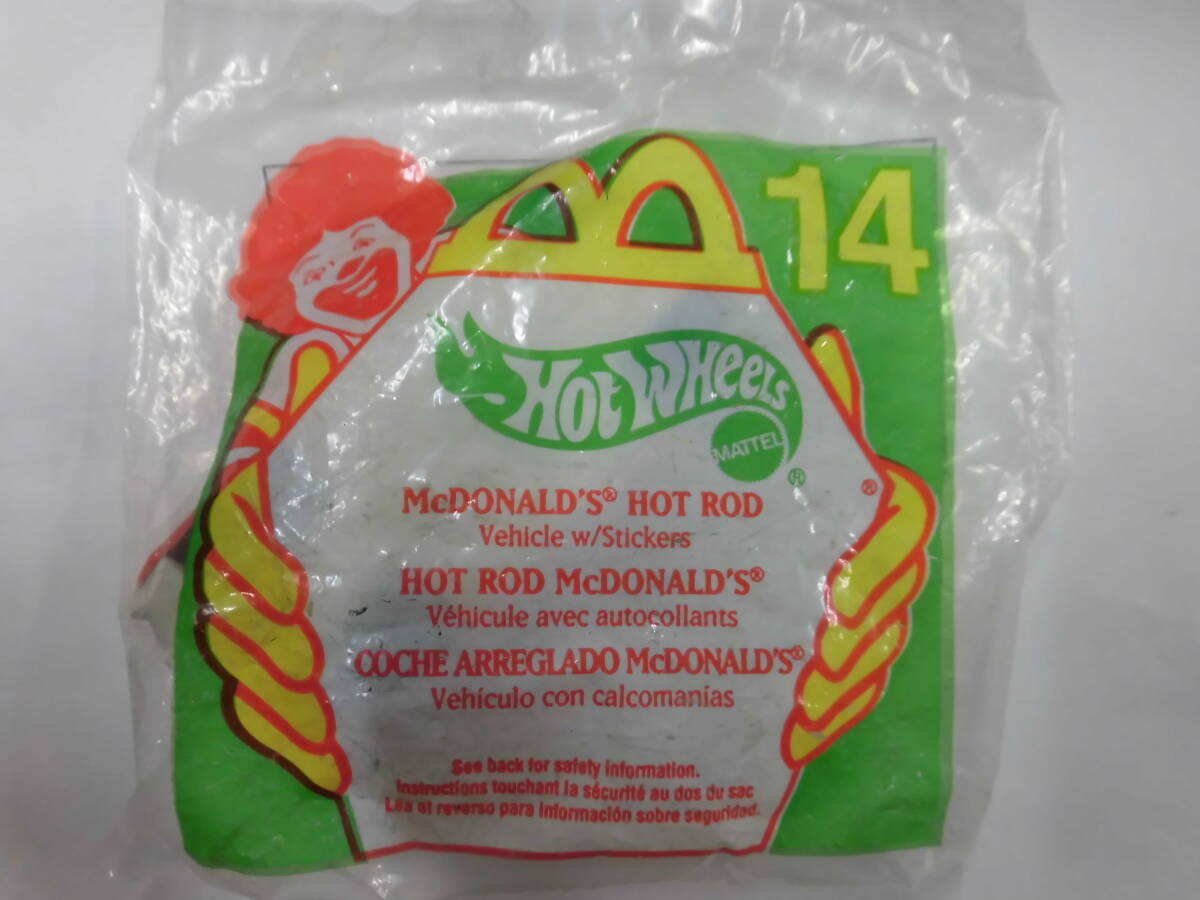 14
Hot Wheels
MATTEL
®
McDONALD'S® HOT ROD
®
Vehicle w/Stickers
HOT ROD McDONALD'S®
Véhicule avec autocollants
COCHE ARREGLADO McDONALD'S®
Vehículo con calcomanías
See back for safety information.
Instructions touchant la sécurité au dos du sac
Lea el reverso para información sobre seguridad.